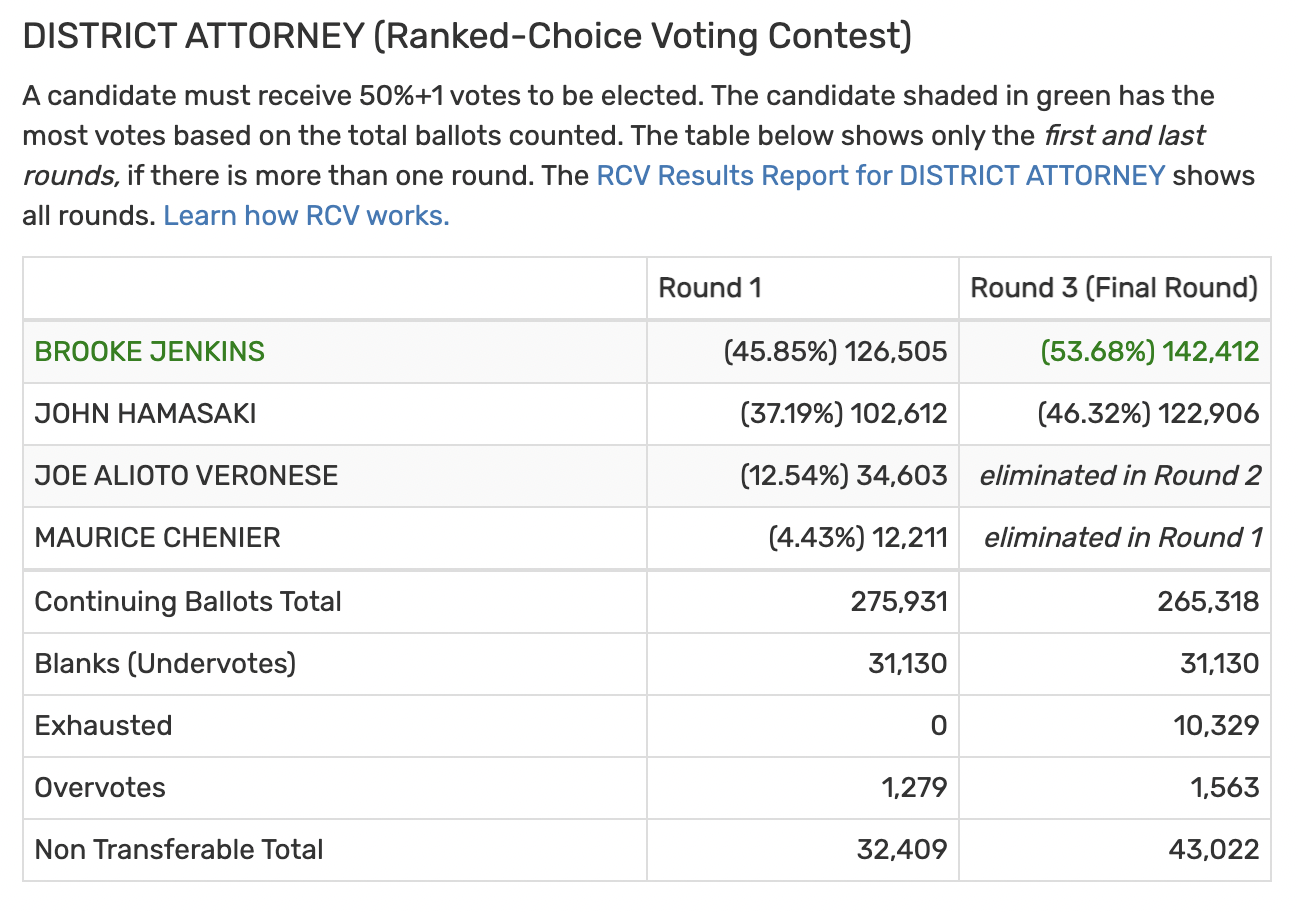 DISTRICT ATTORNEY (Ranked-Choice Voting Contest)
A candidate must receive 50%+1 votes to be elected. The candidate shaded in green has the
most votes based on the total ballots counted. The table below shows only the first and last
rounds, if there is more than one round. The RCV Results Report for DISTRICT ATTORNEY shows
all rounds. Learn how RCV works.
Round 1 Round 3 (Final Round)
BROOKE JENKINS (45.85%) 126,505 (53.68%) 142,412
JOHN HAMASAKI (37.19%) 102,612 (46.32%) 122,906
JOE ALIOTO VERONESE (12.54%) 34,603 eliminated in Round 2
MAURICE CHENIER (4.43%) 12,211 eliminated in Round 1
Continuing Ballots Total 275,931 265,318
Blanks (Undervotes) 31,130 31,130
Exhausted 0 10,329
Overvotes 1,279 1,563
Non Transferable Total 32,409 43,022